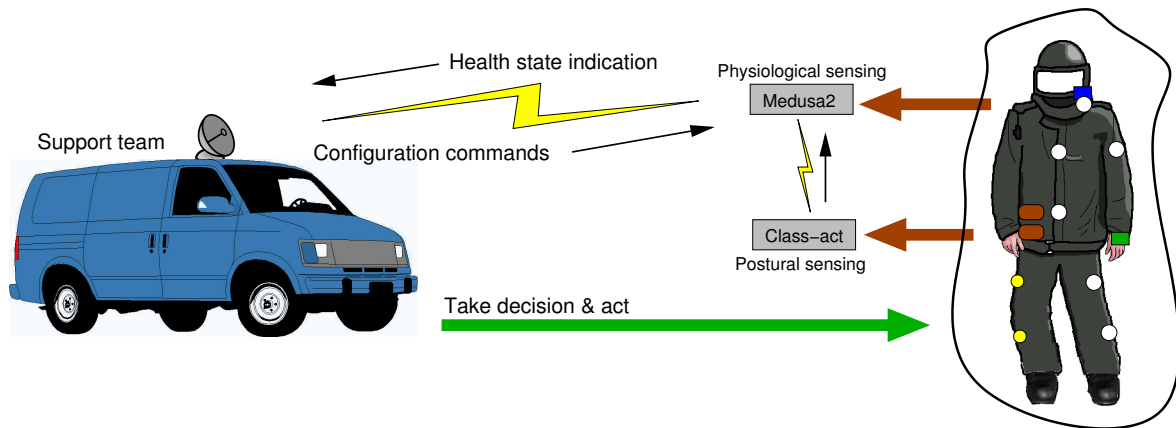 Health state indication
Physiological sensing
Medusa2
Support team
Configuration commands
Class−act
Postural sensing
Take decision & act